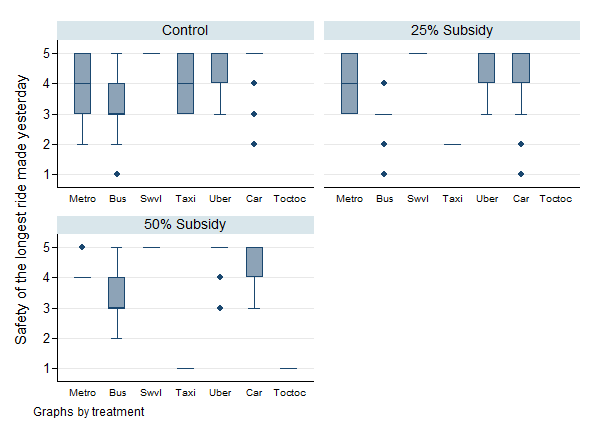 Safety of the longest ride made yesterday
Control
5
4
3
2
1
Metro Bus Swvl Taxi Uber Car Toctoc
25% Subsidy
Metro Bus Swvl Taxi Uber Car Toctoc
50% Subsidy
5
4
3
2
1
Metro Bus Swvl Taxi Uber Car Toctoc
Graphs by treatment